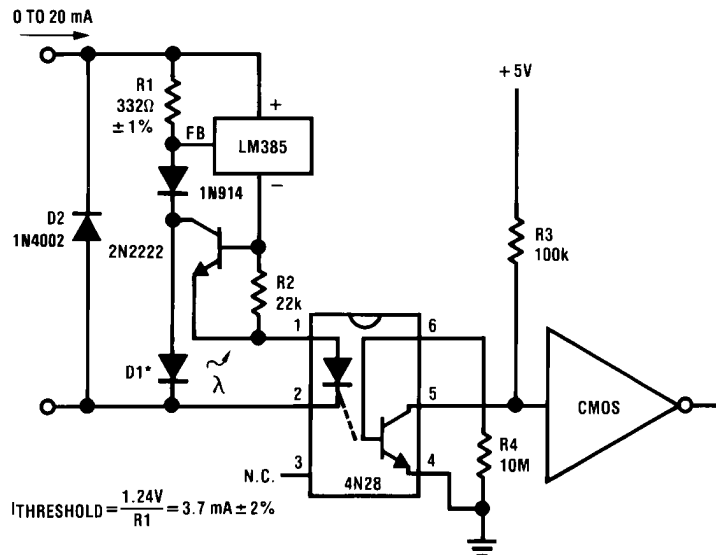 0 TO 20 mA
R1
332Ω
± 1%
+
FB
LM385
−
1N914
D2
1N4002
2N2222
R2
22k
D1*
λ
+ 5V
R3
100k
1
6
2
5
CMOS
3
N.C.
4
4N28
R4
10M
ITHRESHOLD = 1.24V / R1 = 3.7 mA ± 2%